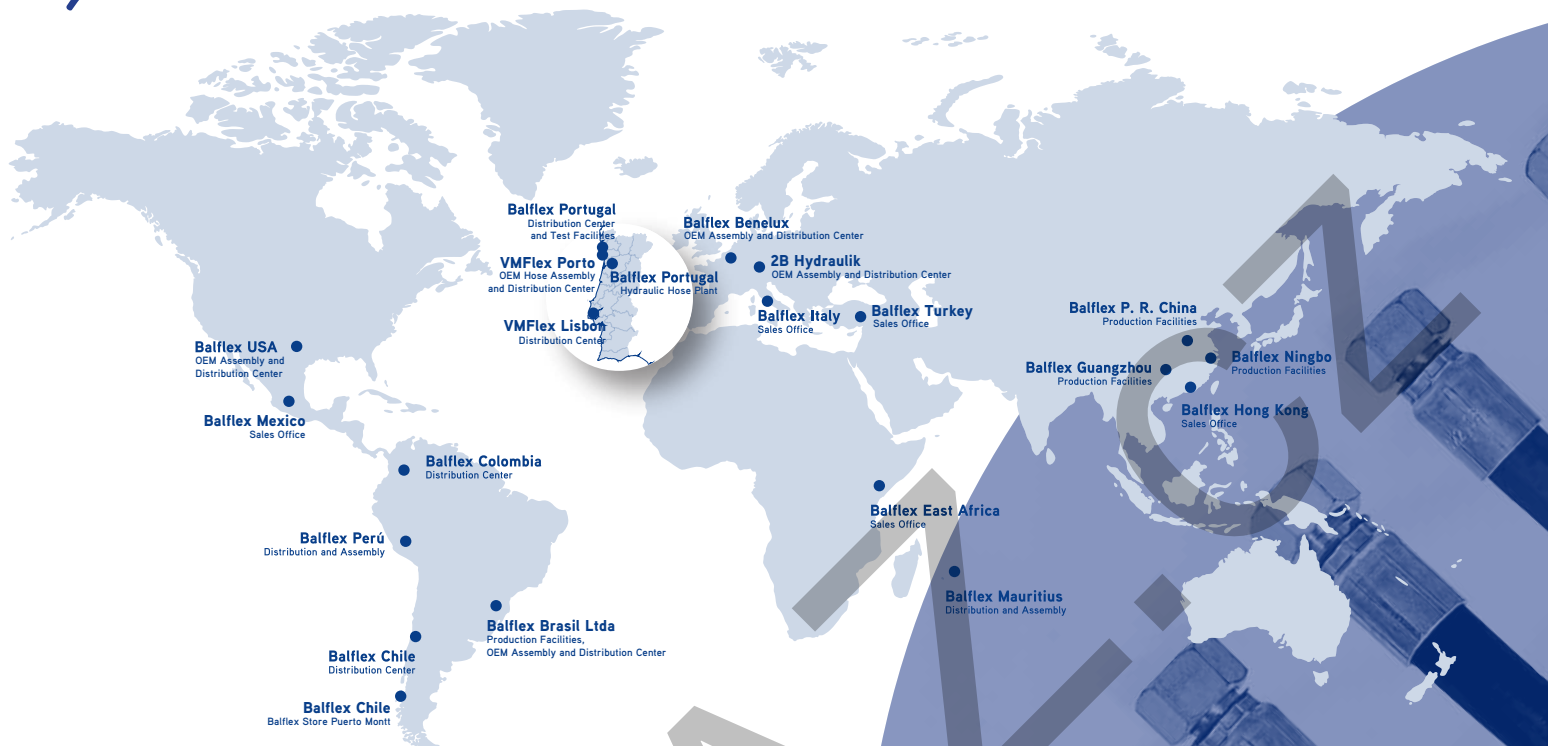 Balflex Portugal
Distribution Center
and Test Facilities
VMFlex Porto
OEM Hose Assembly
and Distribution Center
Balflex Portugal
Hydraulic Hose Plant
VMFlex Lisbon
Distribution Center
Balflex Benelux
OEM Assembly and Distribution Center
2B Hydraulik
OEM Assembly and Distribution Center
Balflex Italy
Sales Office
Balflex Turkey
Sales Office
Balflex P. R. China
Production Facilities
Balflex Ningbo
Production Facilities
Balflex Guangzhou
Production Facilities
Balflex Hong Kong
Sales Office
Balflex USA
OEM Assembly and
Distribution Center
Balflex Mexico
Sales Office
Balflex Colombia
Distribution Center
Balflex East Africa
Sales Office
Balflex Perú
Distribution and Assembly
Balflex Mauritius
Distribution and Assembly
Balflex Brasil Ltda
Production Facilities,
OEM Assembly and Distribution Center
Balflex Chile
Distribution Center
Balflex Chile
Balflex Store Puerto Montt